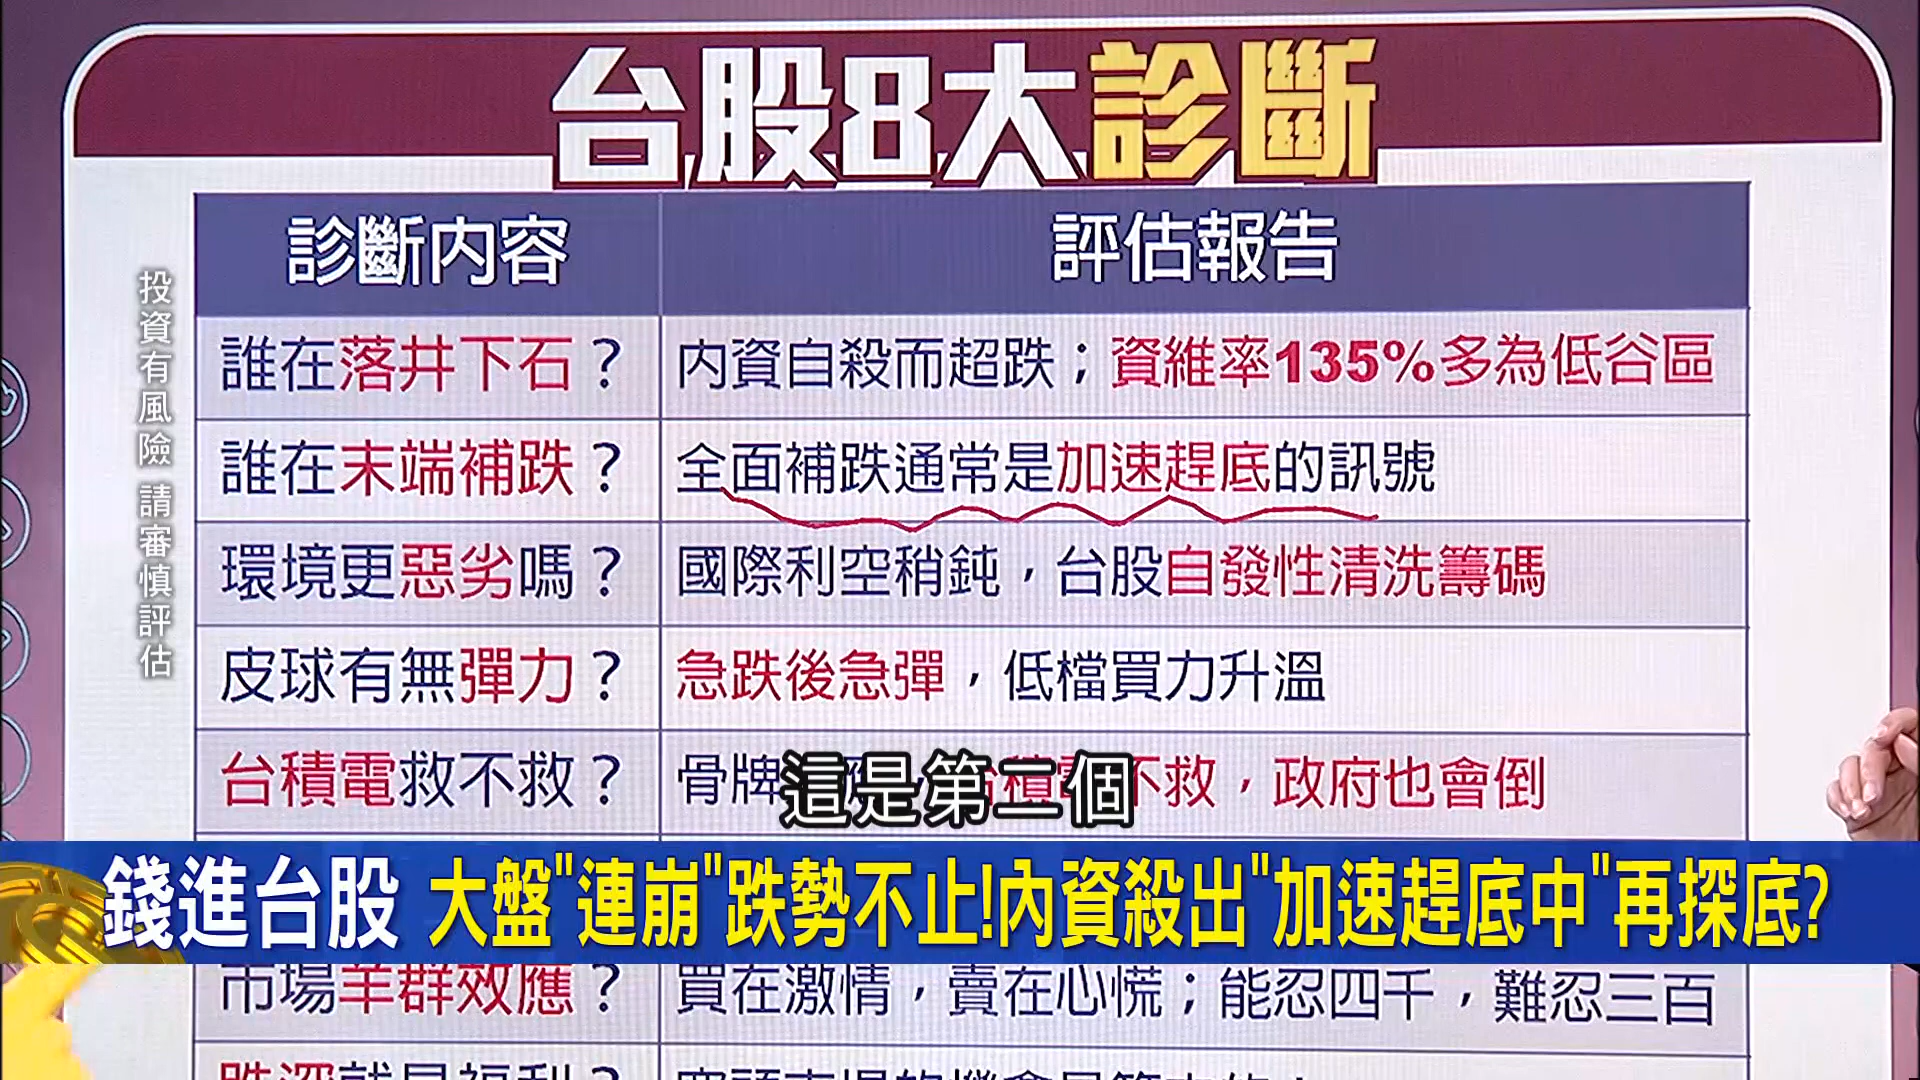 台股8大診斷
診斷內容 評估報告
投資有風險 請審慎評估
誰在落井下石？ 內資自殺而超跌；資維率135%多為低谷區
誰在末端補跌？ 全面補跌通常是加速趕底的訊號
環境更惡劣嗎？ 國際利空稍鈍，台股自發性清洗籌碼
皮球有無彈力？ 急跌後急彈，低檔買力升溫
台積電救不救？ 骨牌 不救，政府也會倒
這是第二個
錢進台股 大盤"連崩"跌勢不止!內資殺出"加速趕底中"再探底?
市場羊群效應？ 買在激情，賣在心慌；能忍四千，難忍三百